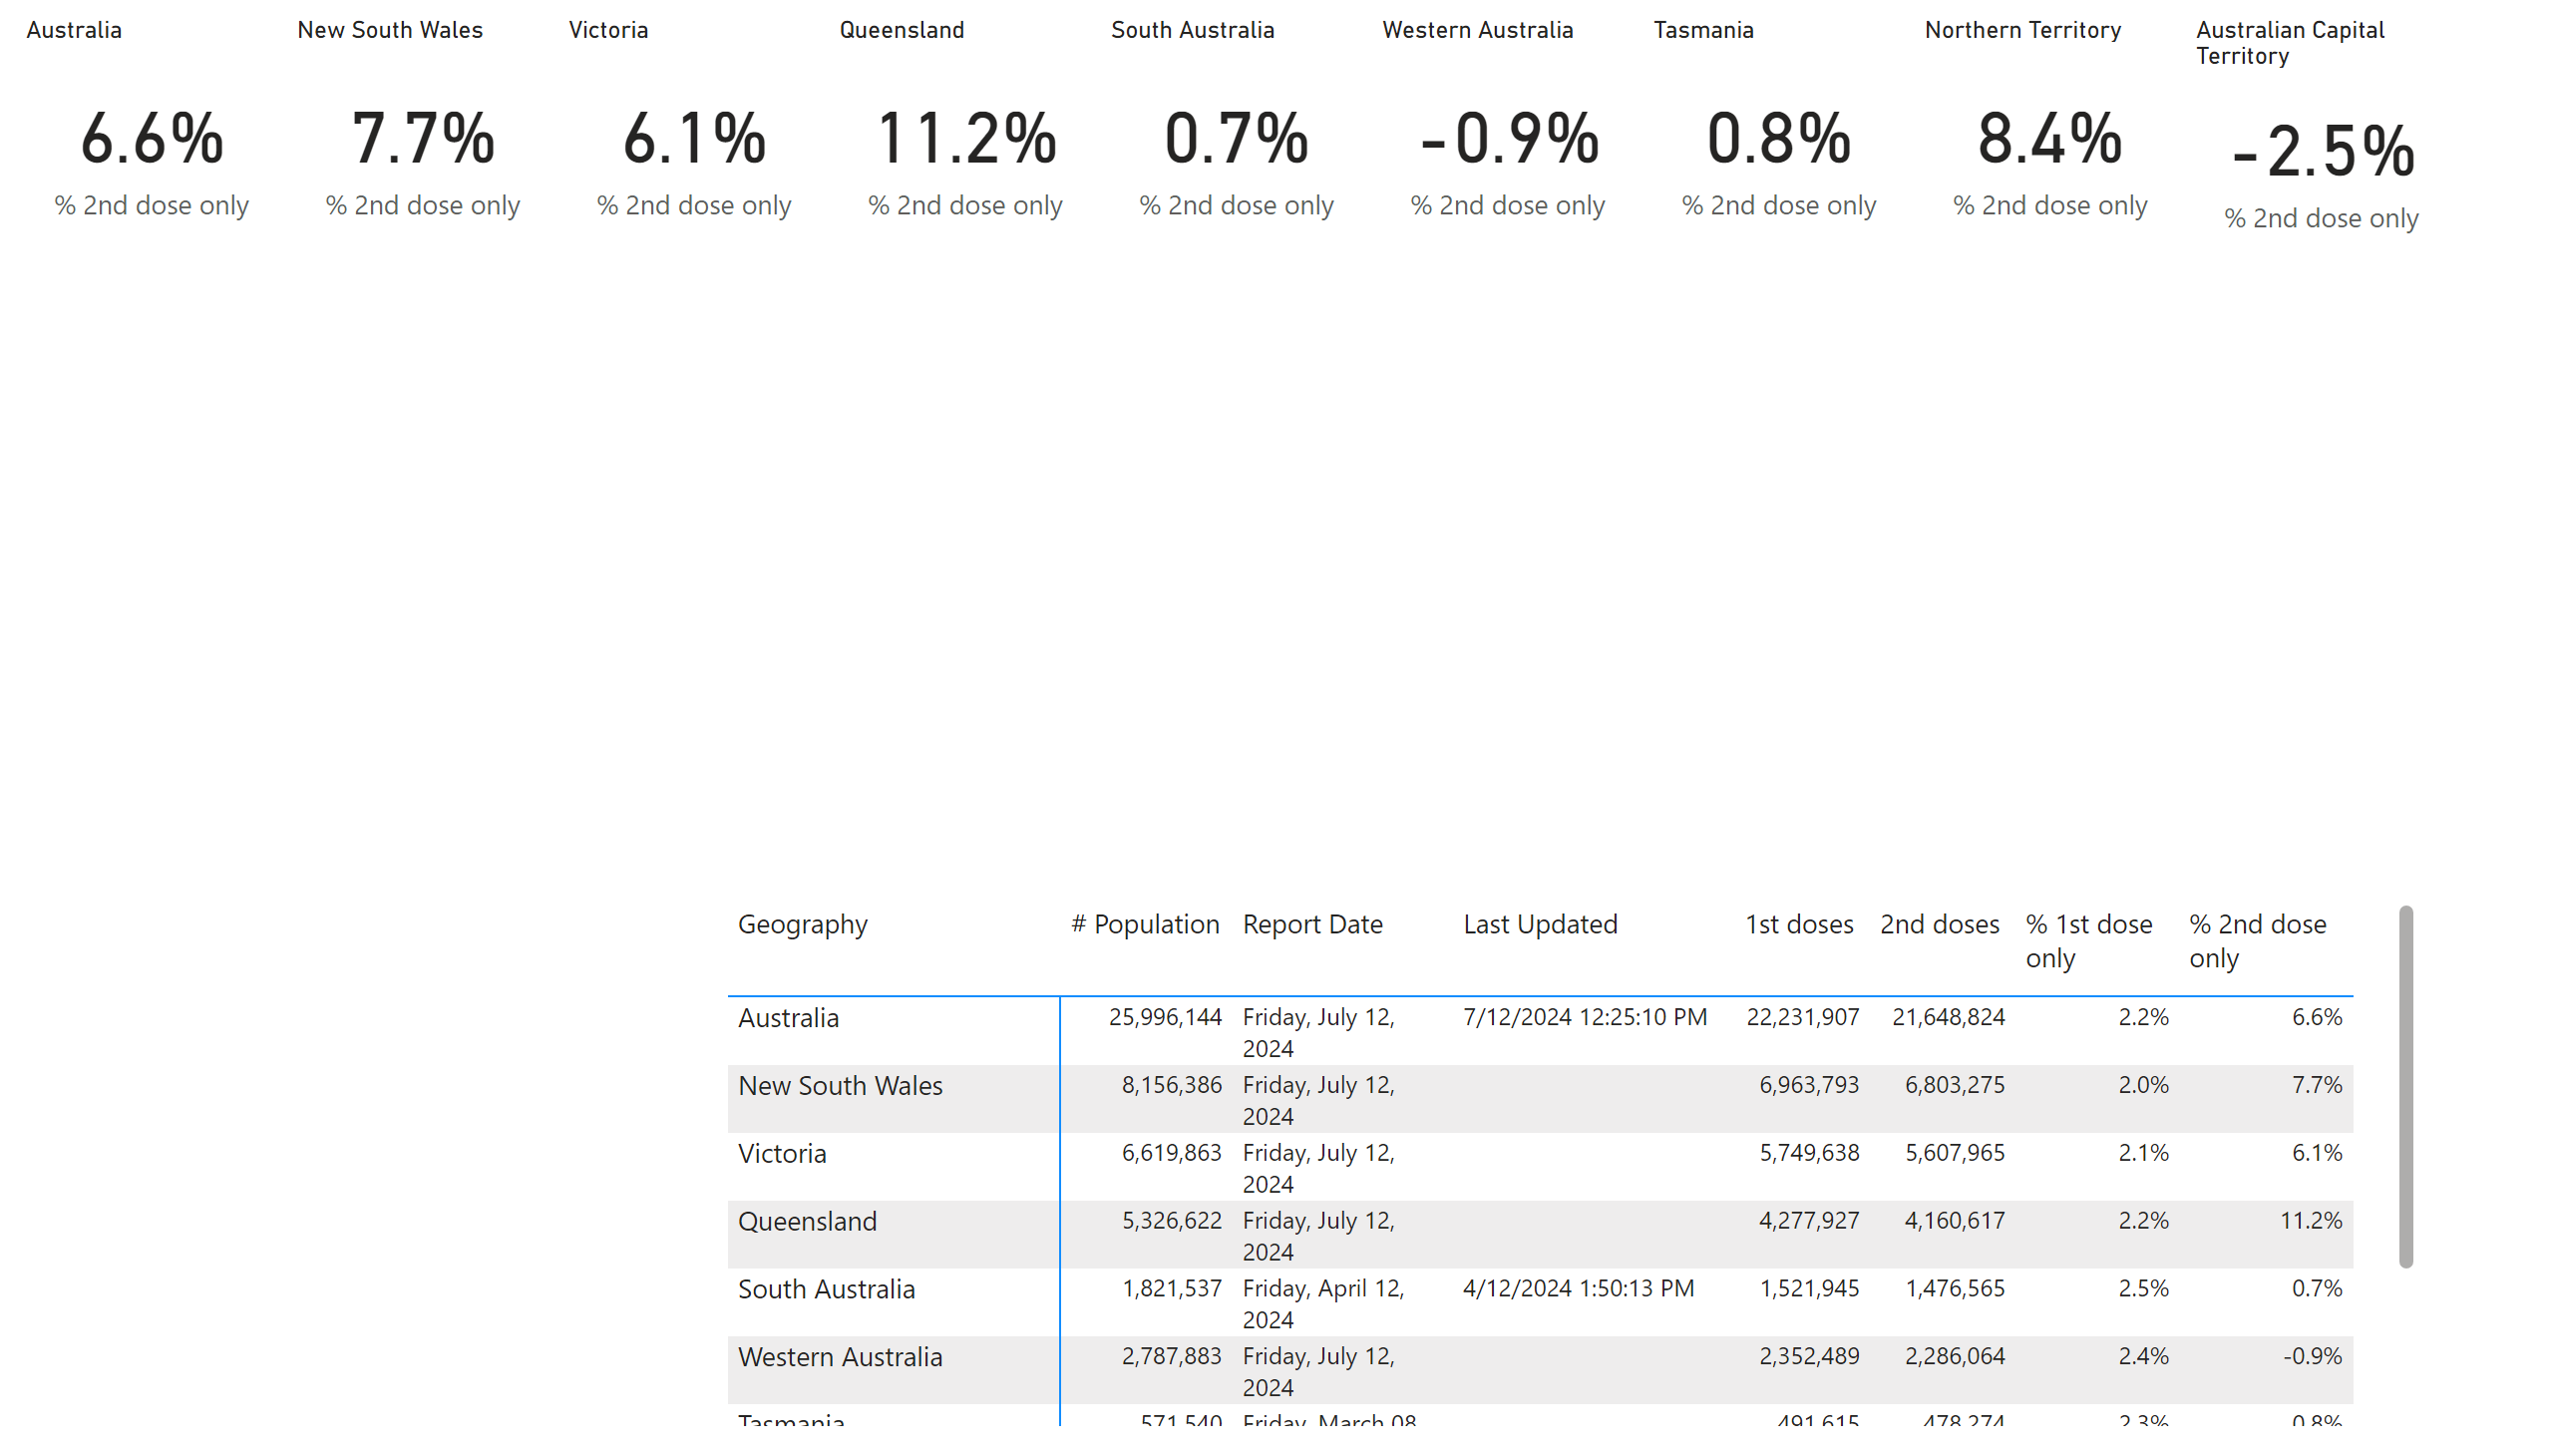 Australia
New South Wales
Victoria
Queensland
South Australia
Western Australia
Tasmania
Northern Territory
Australian Capital
Territory
6.6%
7.7%
6.1%
11.2%
0.7%
-0.9%
0.8%
8.4%
-2.5%
% 2nd dose only
% 2nd dose only
% 2nd dose only
% 2nd dose only
% 2nd dose only
% 2nd dose only
% 2nd dose only
% 2nd dose only
% 2nd dose only
Geography # Population Report Date Last Updated 1st doses 2nd doses % 1st dose % 2nd dose
only only
Australia 25,996,144 Friday, July 12, 7/12/2024 12:25:10 PM 22,231,907 21,648,824 2.2% 6.6%
2024
New South Wales 8,156,386 Friday, July 12, 6,963,793 6,803,275 2.0% 7.7%
2024
Victoria 6,619,863 Friday, July 12, 5,749,638 5,607,965 2.1% 6.1%
2024
Queensland 5,326,622 Friday, July 12, 4,277,927 4,160,617 2.2% 11.2%
2024
South Australia 1,821,537 Friday, April 12, 4/12/2024 1:50:13 PM 1,521,945 1,476,565 2.5% 0.7%
2024
Western Australia 2,787,883 Friday, July 12, 2,352,489 2,286,064 2.4% -0.9%
2024
Tasmania 571,540 Friday, March 08 491,615 478,274 2.3% 0.8%